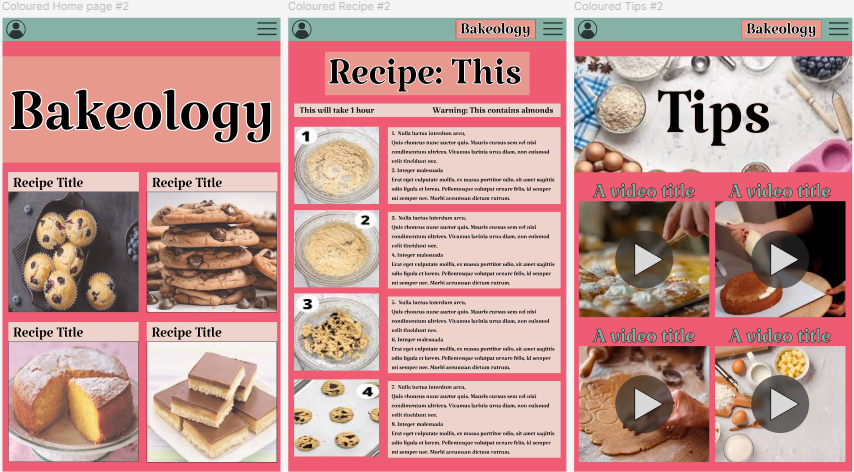 Coloured Home page #2
Bakeology
Recipe Title
Recipe Title
Recipe Title
Recipe Title
Coloured Recipe #2
Bakeology
Recipe: This
This will take 1 hour
Warning: This contains almonds
1
1. Nulla luctus interdum arcu,
Quis rhoncus nunc auctor quis. Mauris cursus sem vel nisi
condimentum ultrices. Vivamus lacinia urna diam, non euismod
velit tincidunt nec.
2. Integer malesuada
Erat eget vulputate mollis, ex massa porttitor odio, sit amet sagittis
odio ligula et lorem. Pellentesque volutpat ornare felis, id semper
mi semper nec. Morbi accumsan dictum rutrum.
2
3. Nulla luctus interdum arcu,
Quis rhoncus nunc auctor quis. Mauris cursus sem vel nisi
condimentum ultrices. Vivamus lacinia urna diam, non euismod
velit tincidunt nec.
4. Integer malesuada
Erat eget vulputate mollis, ex massa porttitor odio, sit amet sagittis
odio ligula et lorem. Pellentesque volutpat ornare felis, id semper
mi semper nec. Morbi accumsan dictum rutrum.
3
5. Nulla luctus interdum arcu,
Quis rhoncus nunc auctor quis. Mauris cursus sem vel nisi
condimentum ultrices. Vivamus lacinia urna diam, non euismod
velit tincidunt nec.
6. Integer malesuada
Erat eget vulputate mollis, ex massa porttitor odio, sit amet sagittis
odio ligula et lorem. Pellentesque volutpat ornare felis, id semper
mi semper nec. Morbi accumsan dictum rutrum.
4
7. Nulla luctus interdum arcu,
Quis rhoncus nunc auctor quis. Mauris cursus sem vel nisi
condimentum ultrices. Vivamus lacinia urna diam, non euismod
velit tincidunt nec.
8. Integer malesuada
Erat eget vulputate mollis, ex massa porttitor odio, sit amet sagittis
odio ligula et lorem. Pellentesque volutpat ornare felis, id semper
mi semper nec. Morbi accumsan dictum rutrum.
Coloured Tips #2
Bakeology
Tips
A video title
A video title
A video title
A video title